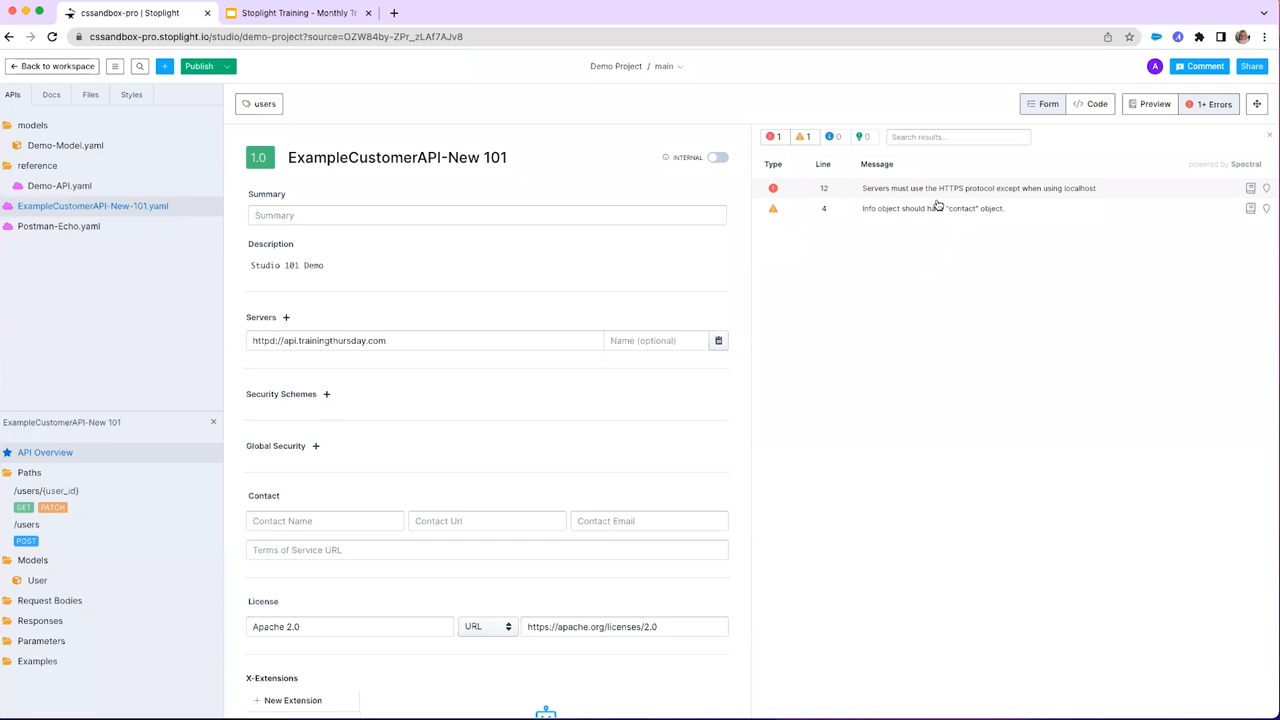 cssandbox-pro | Stoplight
Stoplight Training - Monthly Tr
cssandbox-pro.stoplight.io/studio/demo-project?source=OZW84by-ZPr_zLAf7AJv8
Back to workspace
Publish
Demo Project / main
A
Comment
Share
APIs Docs Files Styles
users
Form
Code
Preview
1+ Errors
models
Demo-Model.yaml
reference
Demo-API.yaml
ExampleCustomerAPI-New-101.yaml
Postman-Echo.yaml
ExampleCustomerAPI-New 101
API Overview
Paths
/users/{user_id}
GET PATCH
/users
POST
Models
User
Request Bodies
Responses
Parameters
Examples
1.0 ExampleCustomerAPI-New 101
INTERNAL
Summary
Summary
Description
Studio 101 Demo
Servers
httpd://api.trainingthursday.com
Name (optional)
Security Schemes
Global Security
Contact
Contact Name
Contact Url
Contact Email
Terms of Service URL
License
Apache 2.0
URL
https://apache.org/licenses/2.0
X-Extensions
New Extension
1 1 0 0
Search results...
Type Line Message
powered by Spectral
12 Servers must use the HTTPS protocol except when using localhost
4 Info object should "contact" object.